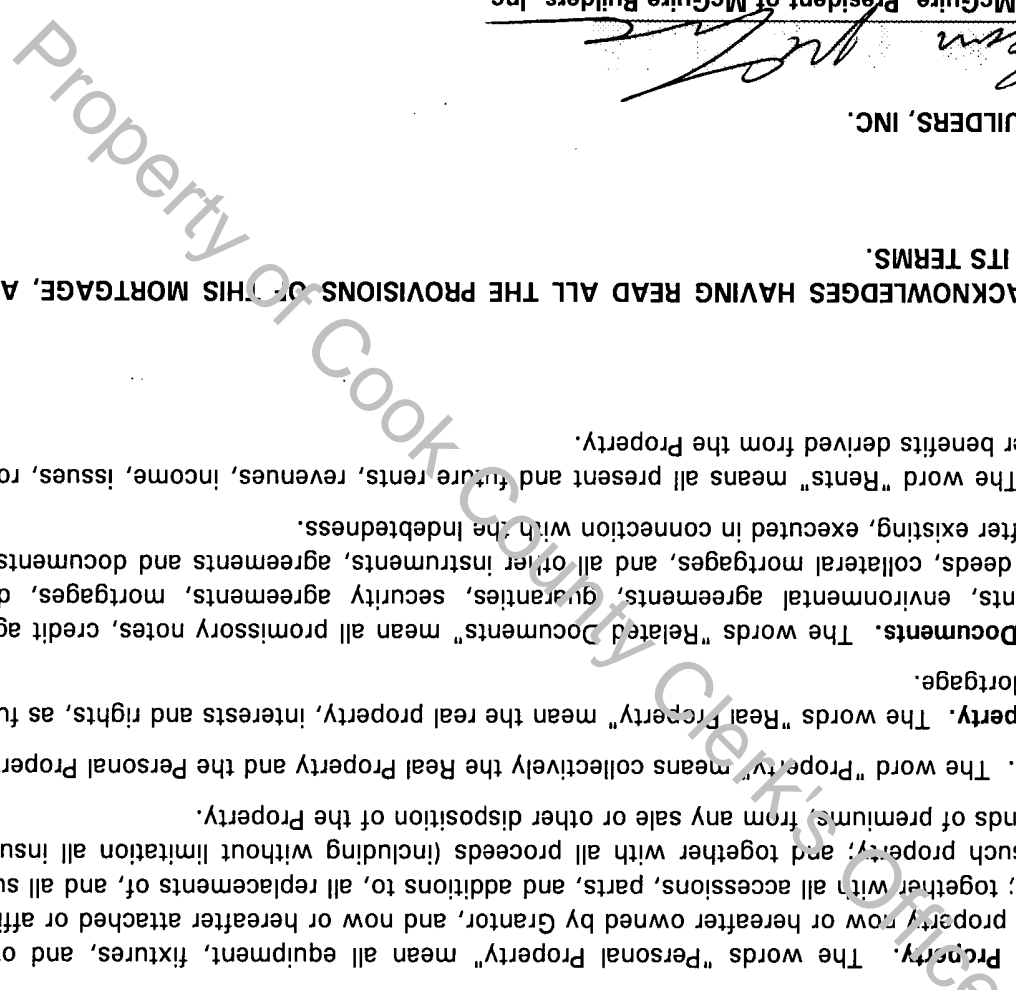 Property. The words "Personal Property" mean all equipment, fixtures, and o
property now or hereafter owned by Grantor, and now or hereafter attached or affi
; together with all accessions, parts, and additions to, all replacements of, and all su
such property; and together with all proceeds (including without limitation all insu
nds of premiums, from any sale or other disposition of the Property.
. The word "Property" means collectively the Real Property and the Personal Proper
perty. The words "Real Property" mean the real property, interests and rights, as fu
lortgage.
Documents. The words "Related Documents" mean all promissory notes, credit ag
nts, environmental agreements, guaranties, security agreements, mortgages, d
deeds, collateral mortgages, and all other instruments, agreements and documents
fter existing, executed in connection with the Indebtedness.
The word "Rents" means all present and future rents, revenues, income, issues, ro
er benefits derived from the Property.
ACKNOWLEDGES HAVING READ ALL THE PROVISIONS OF THIS MORTGAGE, A
ITS TERMS.
UILDERS, INC.
McGuire, President of McGuire Builders, Inc.
Property of Cook County Clerk's Office